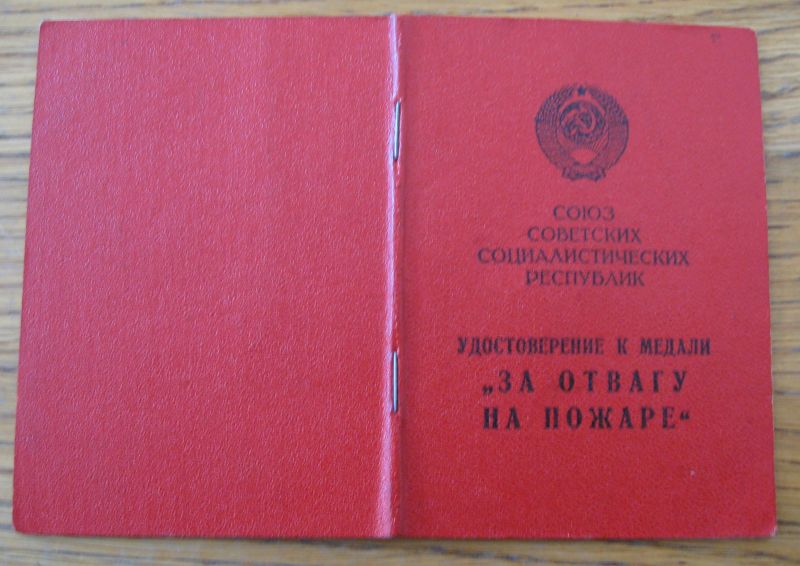 СОЮЗ
СОВЕТСКИХ
СОЦИАЛИСТИЧЕСКИХ
РЕСПУБЛИК
УДОСТОВЕРЕНИЕ К МЕДАЛИ
„ЗА ОТВАГУ
НА ПОЖАРЕ“